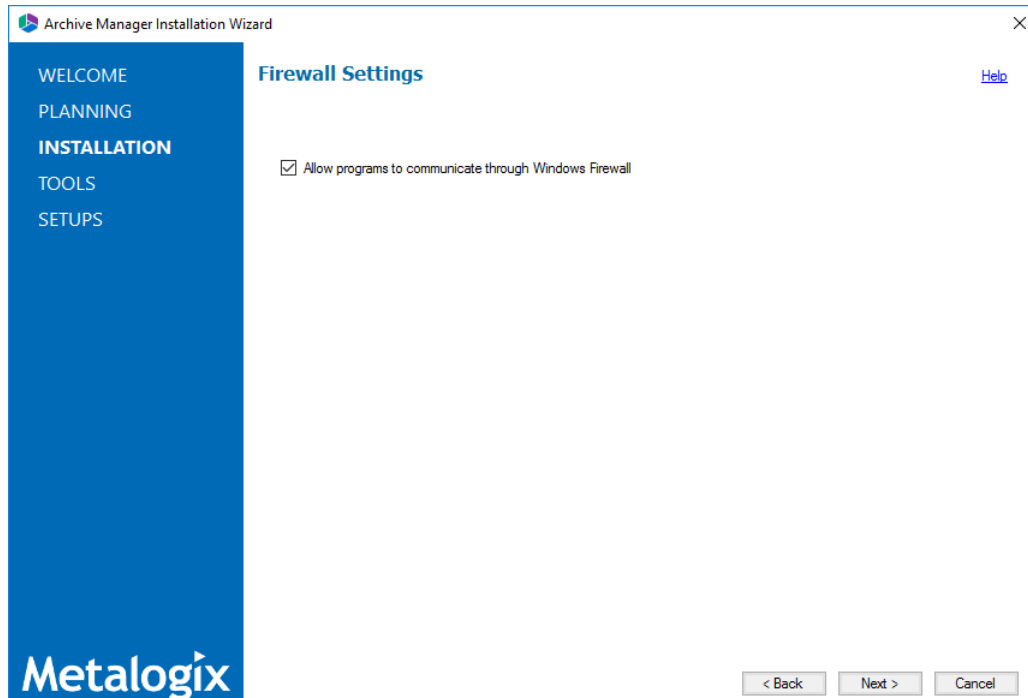 Archive Manager Installation Wizard
WELCOME
PLANNING
INSTALLATION
TOOLS
SETUPS
Firewall Settings
Help
Allow programs to communicate through Windows Firewall
Metalogix
< Back
Next >
Cancel